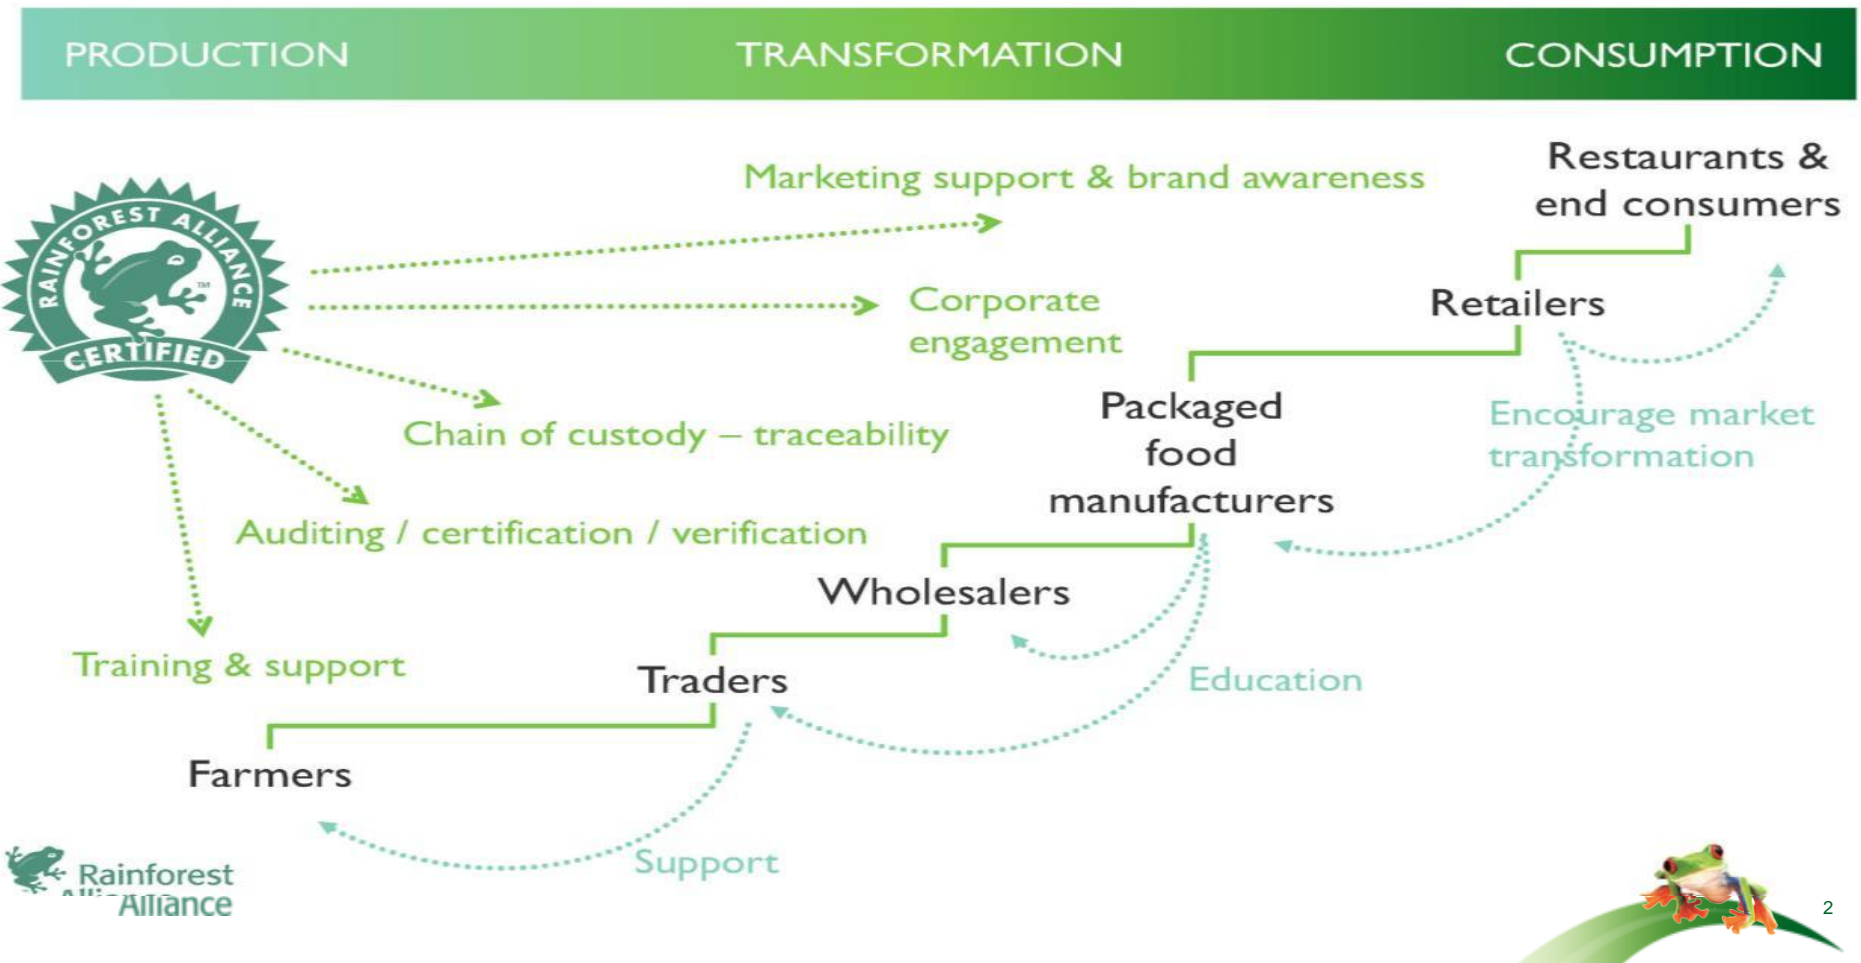 PRODUCTION
TRANSFORMATION
CONSUMPTION
Restaurants &
end consumers
Marketing support & brand awareness
RAINFOREST ALLIANCE
TM
CERTIFIED
Corporate
engagement
Retailers
Chain of custody – traceability
Packaged
food
manufacturers
Encourage market
transformation
Auditing / certification / verification
Wholesalers
Training & support
Traders
Education
Farmers
Support
Rainforest
Alliance
2